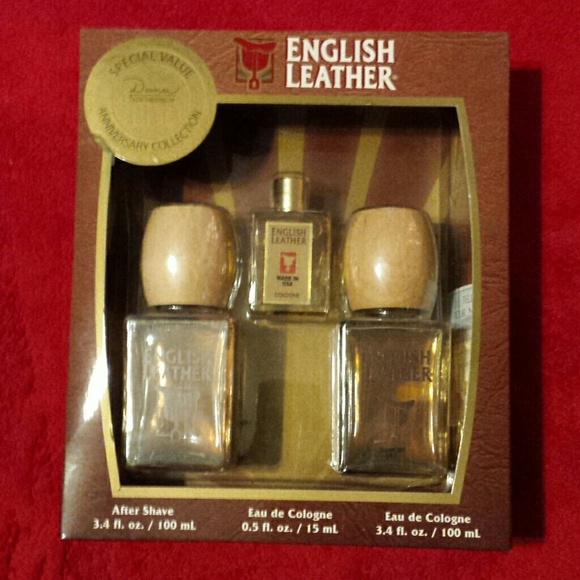 SPECIAL VALUE
Dana
ANNIVERSARY COLLECTION
ENGLISH
LEATHER®
ENGLISH
LEATHER
MADE IN
USA
COLOGNE
ENGLISH
LEATHER
ENGLISH
LEATHER
After Shave
3.4 fl. oz. / 100 mL
Eau de Cologne
0.5 fl. oz. / 15 mL
Eau de Cologne
3.4 fl. oz. / 100 mL